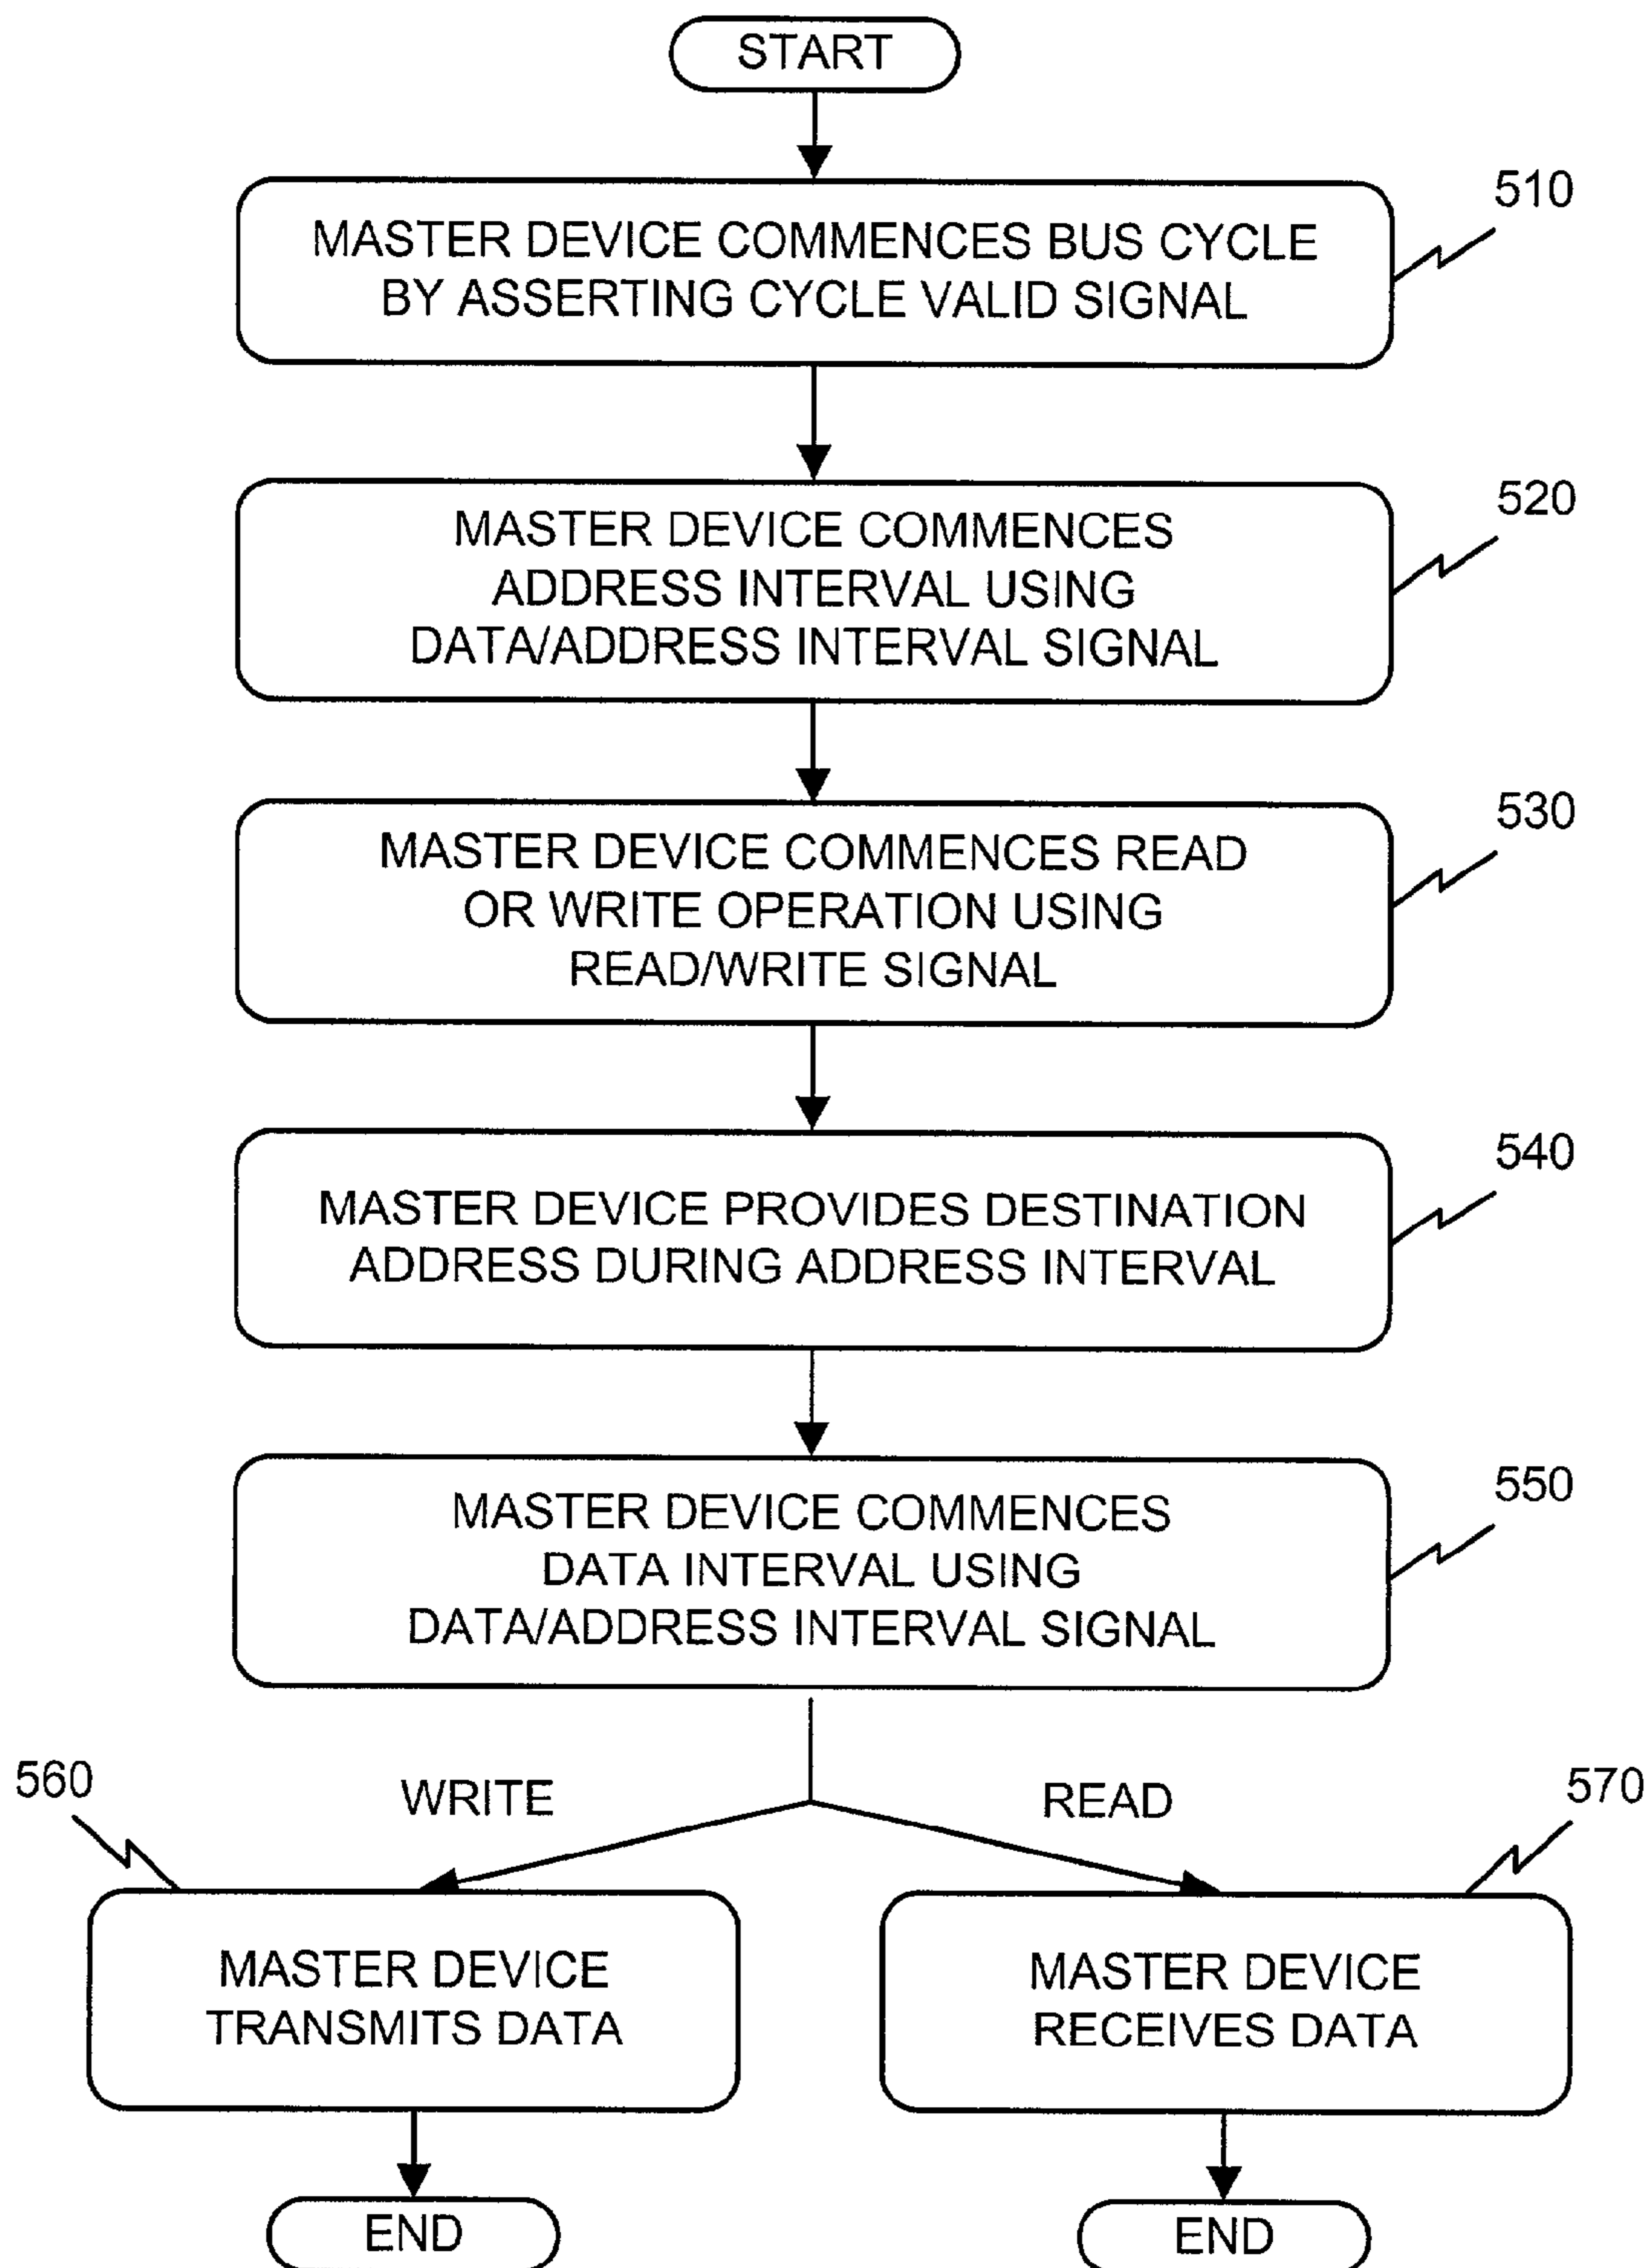 START
510
MASTER DEVICE COMMENCES BUS CYCLE
BY ASSERTING CYCLE VALID SIGNAL
520
MASTER DEVICE COMMENCES
ADDRESS INTERVAL USING
DATA/ADDRESS INTERVAL SIGNAL
530
MASTER DEVICE COMMENCES READ
OR WRITE OPERATION USING
READ/WRITE SIGNAL
540
MASTER DEVICE PROVIDES DESTINATION
ADDRESS DURING ADDRESS INTERVAL
550
MASTER DEVICE COMMENCES
DATA INTERVAL USING
DATA/ADDRESS INTERVAL SIGNAL
560
WRITE
READ
570
MASTER DEVICE
TRANSMITS DATA
MASTER DEVICE
RECEIVES DATA
END
END